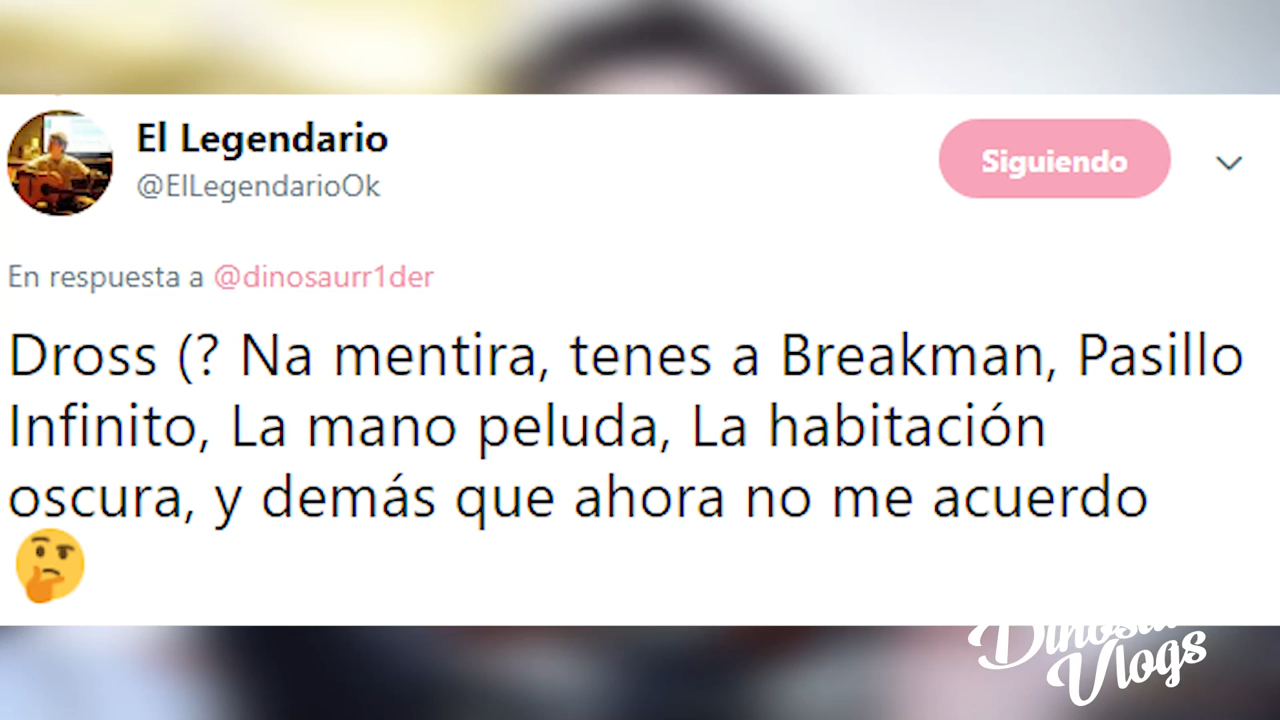 El Legendario
@ElLegendarioOk
Siguiendo
En respuesta a @dinosaurr1der
Dross (? Na mentira, tenes a Breakman, Pasillo
Infinito, La mano peluda, La habitación
oscura, y demás que ahora no me acuerdo
🤔
Vlogs